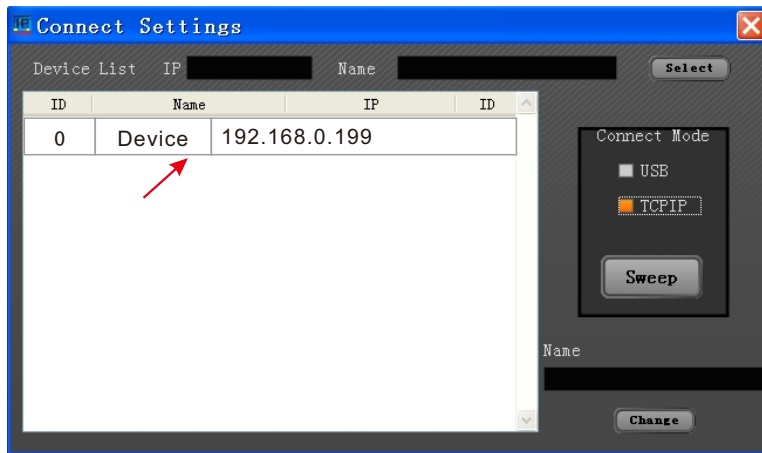 IP Connect Settings
Device List IP Name Select
ID Name IP ID
0 Device 192.168.0.199
Connect Mode
USB
TCPIP
Sweep
Name
Change